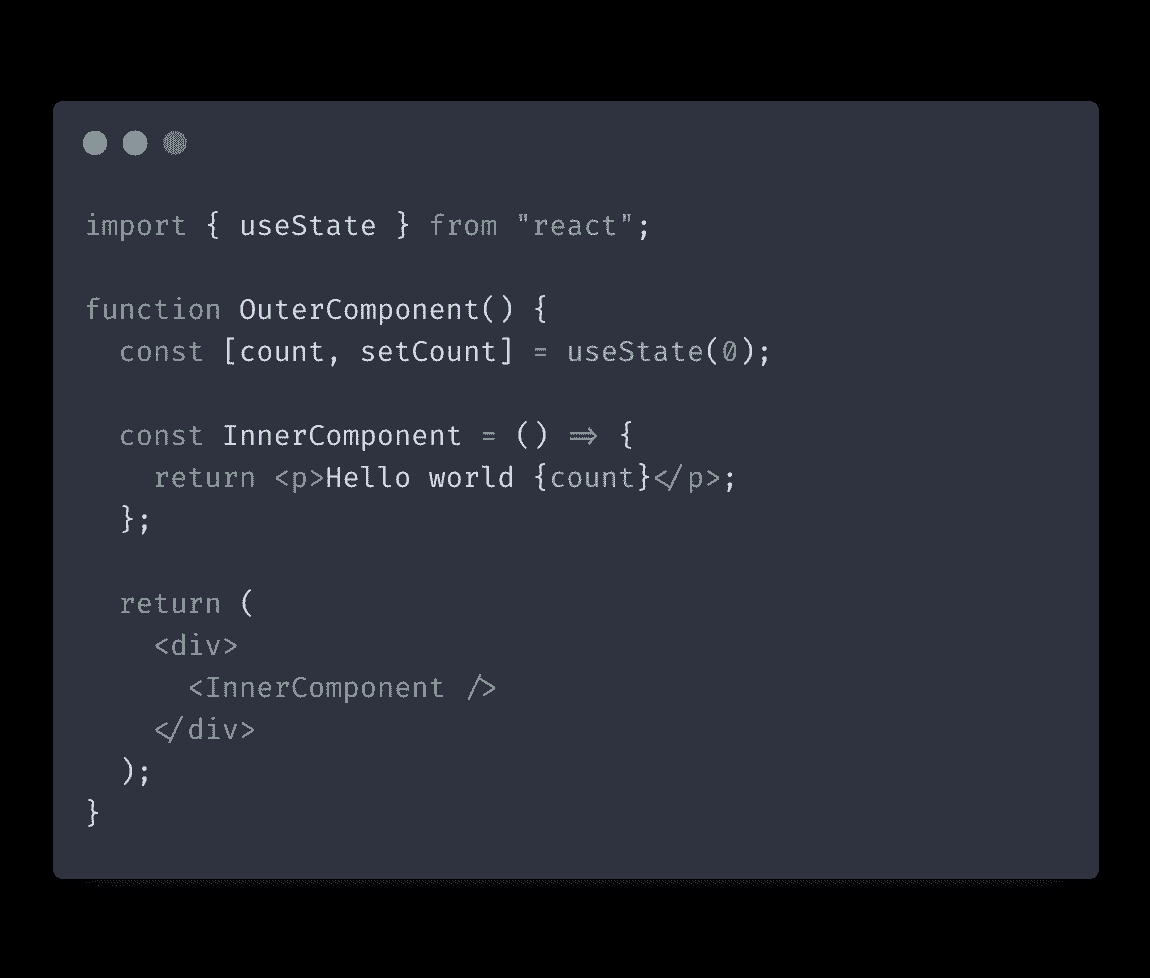 import { useState } from "react";
function OuterComponent() {
const [count, setCount] = useState(0);
const InnerComponent = () => {
return <p>Hello world {count}</p>;
};
return (
<div>
<InnerComponent />
</div>
);
}